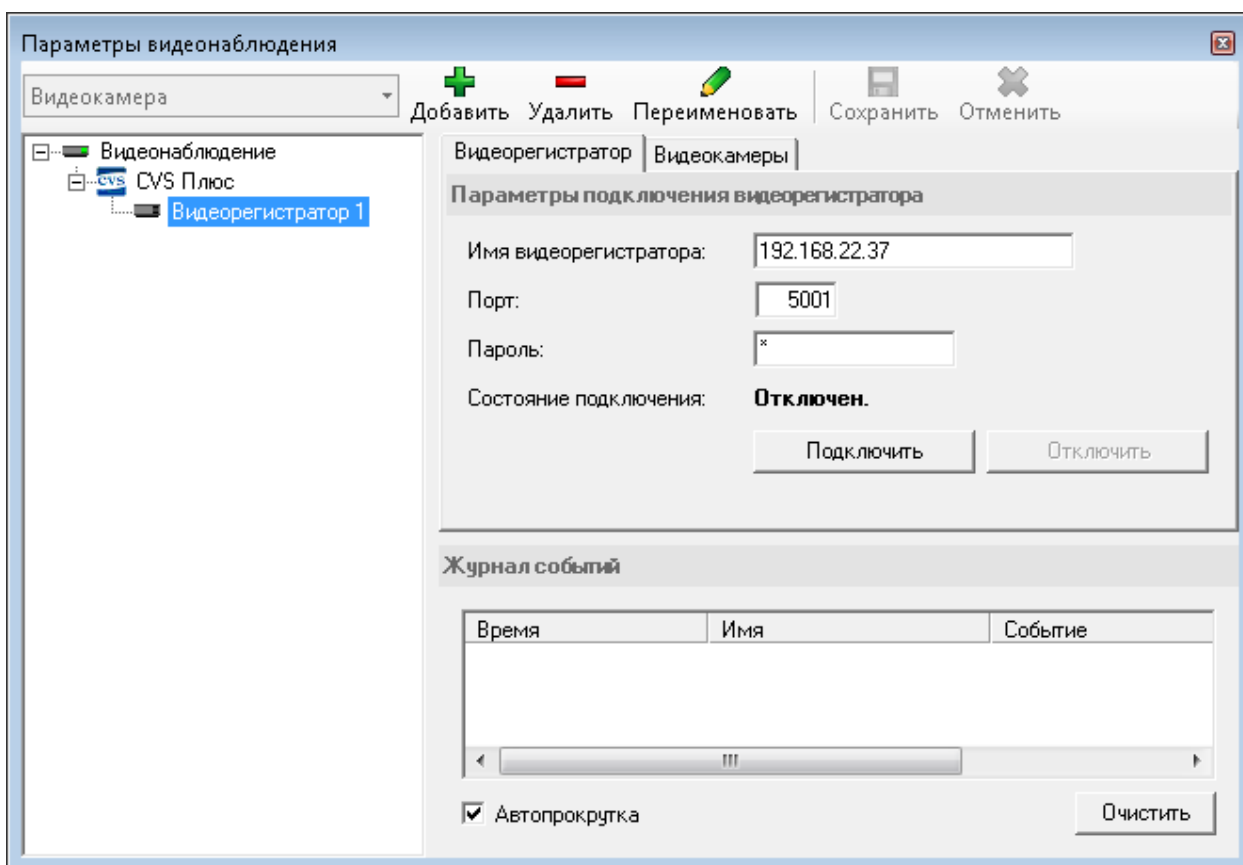 Параметры видеонаблюдения
Видеокамера
Добавить Удалить Переименовать Сохранить Отменить
Видеонаблюдение
cvs CVS Плюс
Видеорегистратор 1
Видеорегистратор Видеокамеры
Параметры подключения видеорегистратора
Имя видеорегистратора: 192.168.22.37
Порт: 5001
Пароль: *
Состояние подключения: Отключен.
Подключить Отключить
Журнал событий
Время Имя Событие
Автопрокрутка Очистить